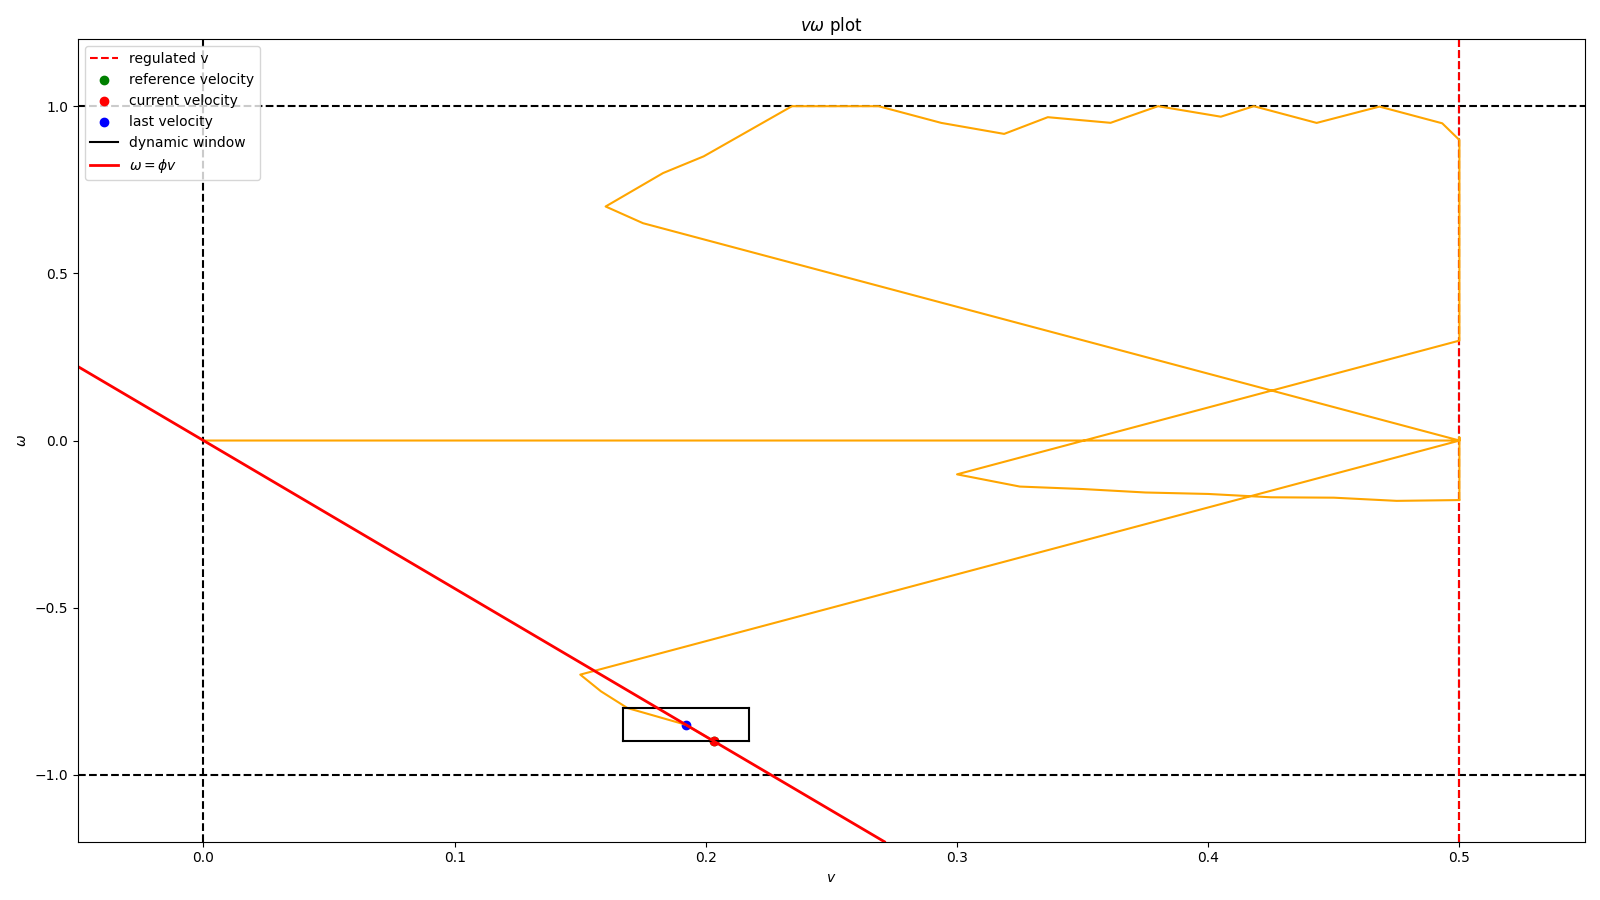 vω plot
regulated v
reference velocity
current velocity
last velocity
dynamic window
ω = ϕv
1.0
0.5
0.0
−0.5
−1.0
ω
0.0 0.1 0.2 0.3 0.4 0.5
v